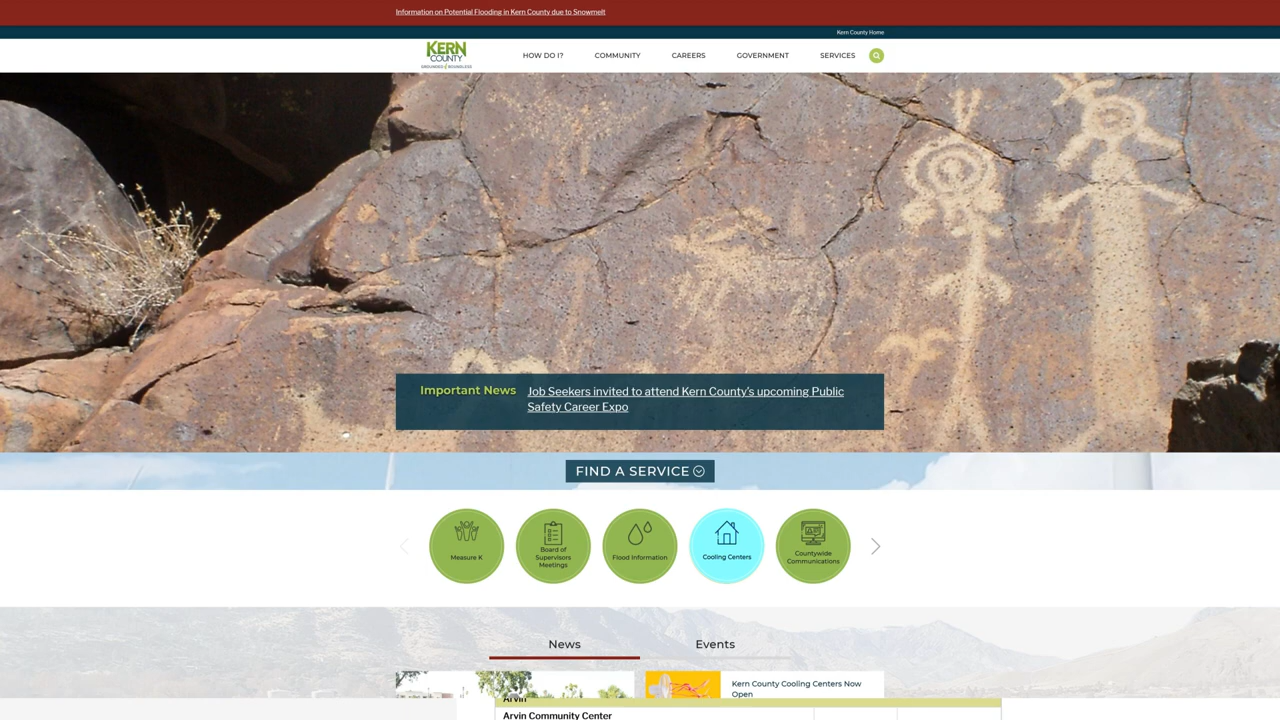 Information on Potential Flooding in Kern County due to Snowmelt
Kern County Home
KERN
COUNTY
GROUNDED & BOUNDLESS
HOW DO I?
COMMUNITY
CAREERS
GOVERNMENT
SERVICES
Important News
Job Seekers invited to attend Kern County's upcoming Public
Safety Career Expo
FIND A SERVICE
Measure K
Board of
Supervisors
Meetings
Flood Information
Cooling Centers
Countywide
Communications
News
Events
Kern County Cooling Centers Now
Open
Arvin
Arvin Community Center